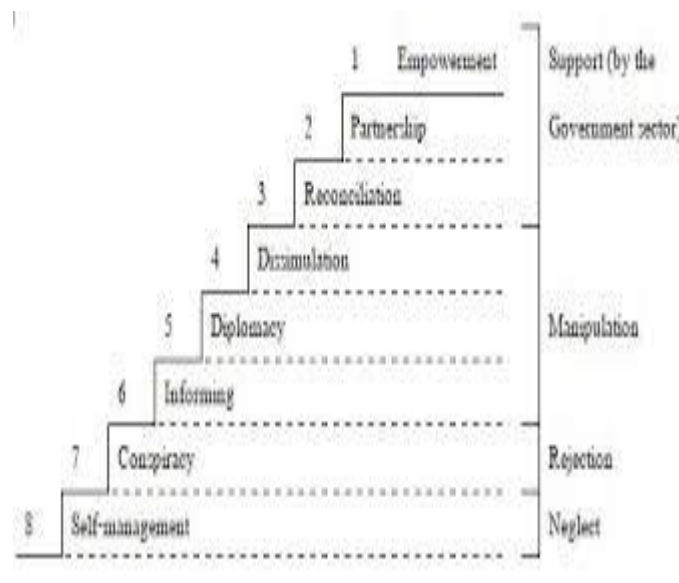 1 Empowerment Support (by the
2 Partnership Government sector)
3 Reconciliation
4 Dissimulation
5 Diplomacy Manipulation
6 Informing
7 Conspiracy Rejection
8 Self-management Neglect